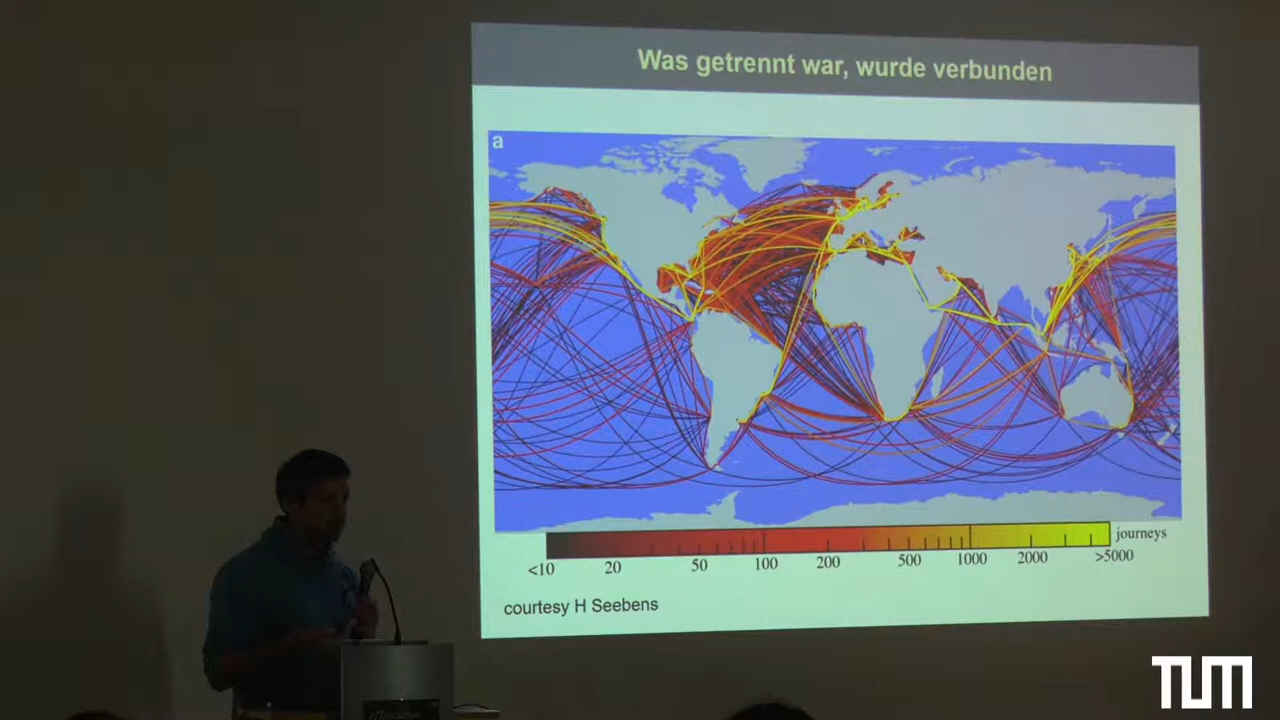 Was getrennt war, wurde verbunden
a
journeys
<10 20 50 100 200 500 1000 2000 >5000
courtesy H Seebens
TUM